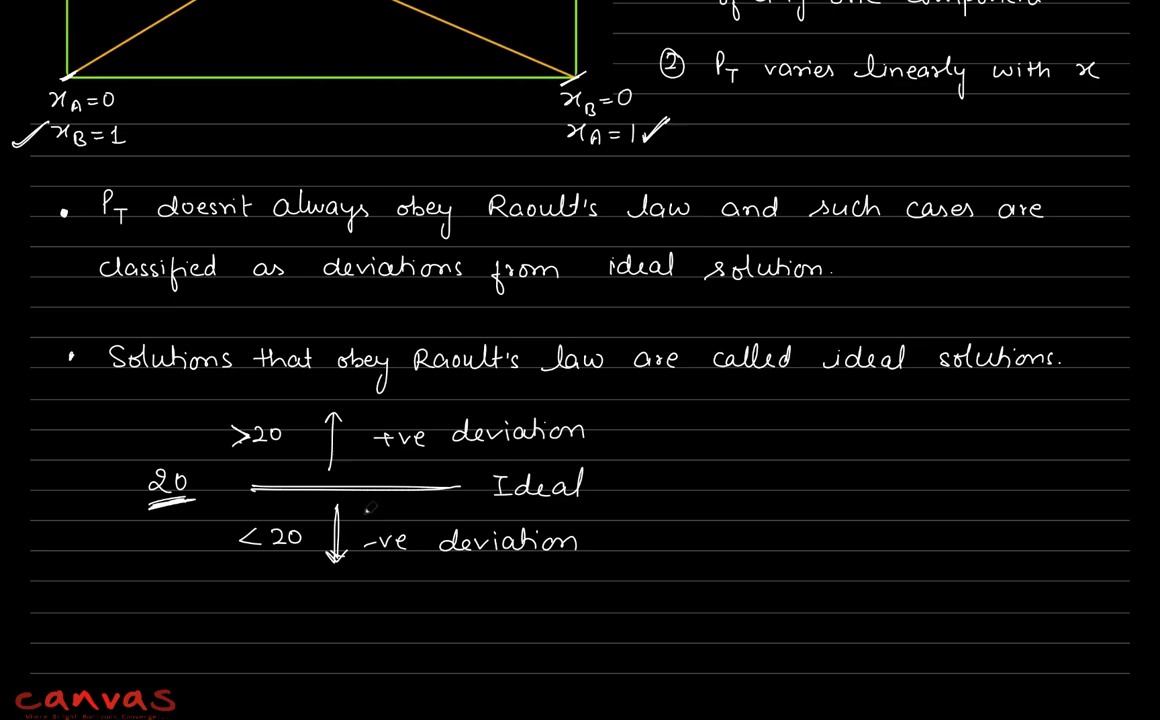 ② P_T varies linearly with x
x_A=0
x_B=1
x_B=0
x_A=1
• P_T doesn't always obey Raoult's law and such cases are
classified as deviations from ideal solution.
• Solutions that obey Raoult's law are called ideal solutions.
>20 ↑ +ve deviation
20 Ideal
<20 ↓ -ve deviation
canvas